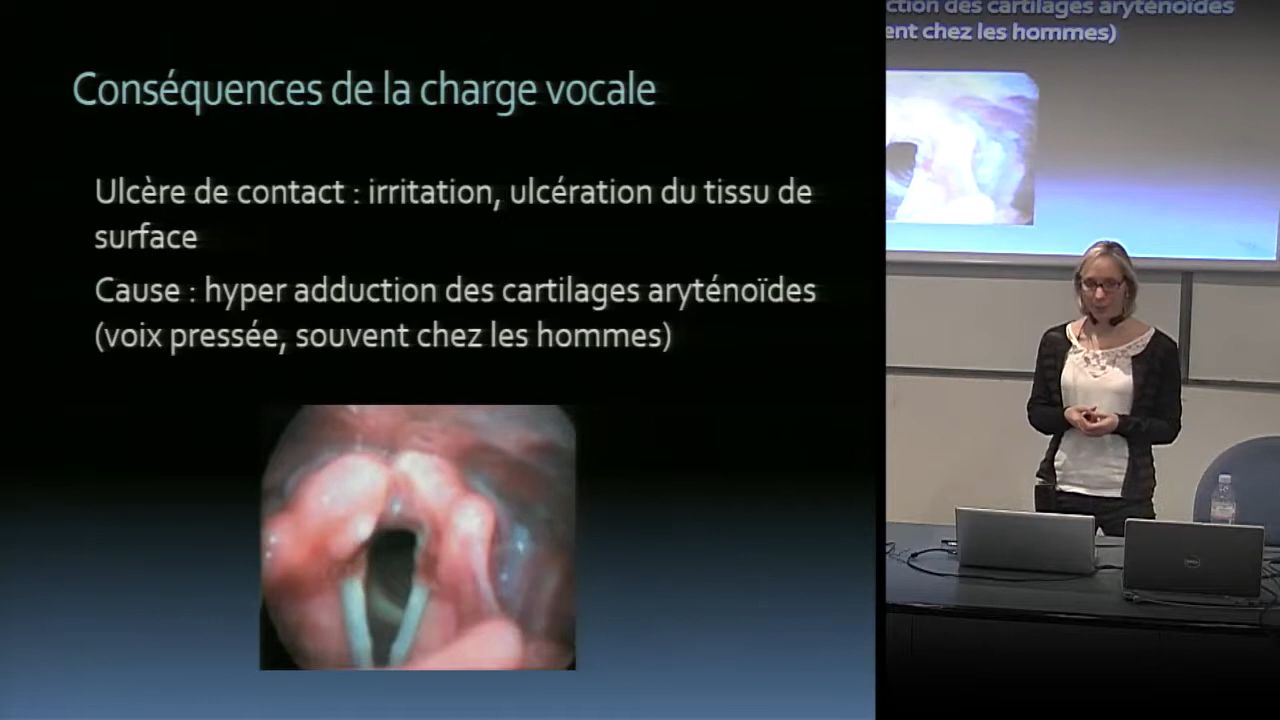 Conséquences de la charge vocale
Ulcère de contact : irritation, ulcération du tissu de
surface
Cause : hyper adduction des cartilages aryténoïdes
(voix pressée, souvent chez les hommes)
ction des cartilages aryténoïdes
ent chez les hommes)
DELL